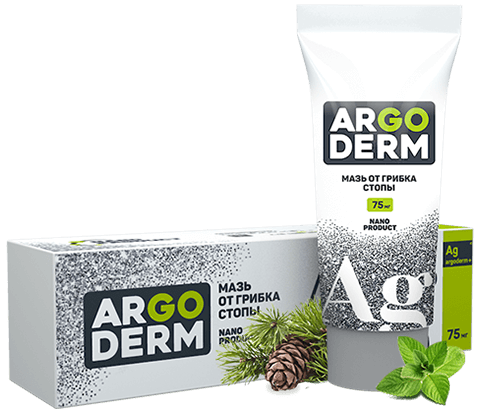 ARGO
DERM
МАЗЬ ОТ ГРИБКА
СТОПЫ
75 мг
NANO
PRODUCT
Ag
ARGO
DERM
МАЗЬ
ОТ ГРИБКА
СТОПЫ
NANO
Ag
argoderm+
75 мг